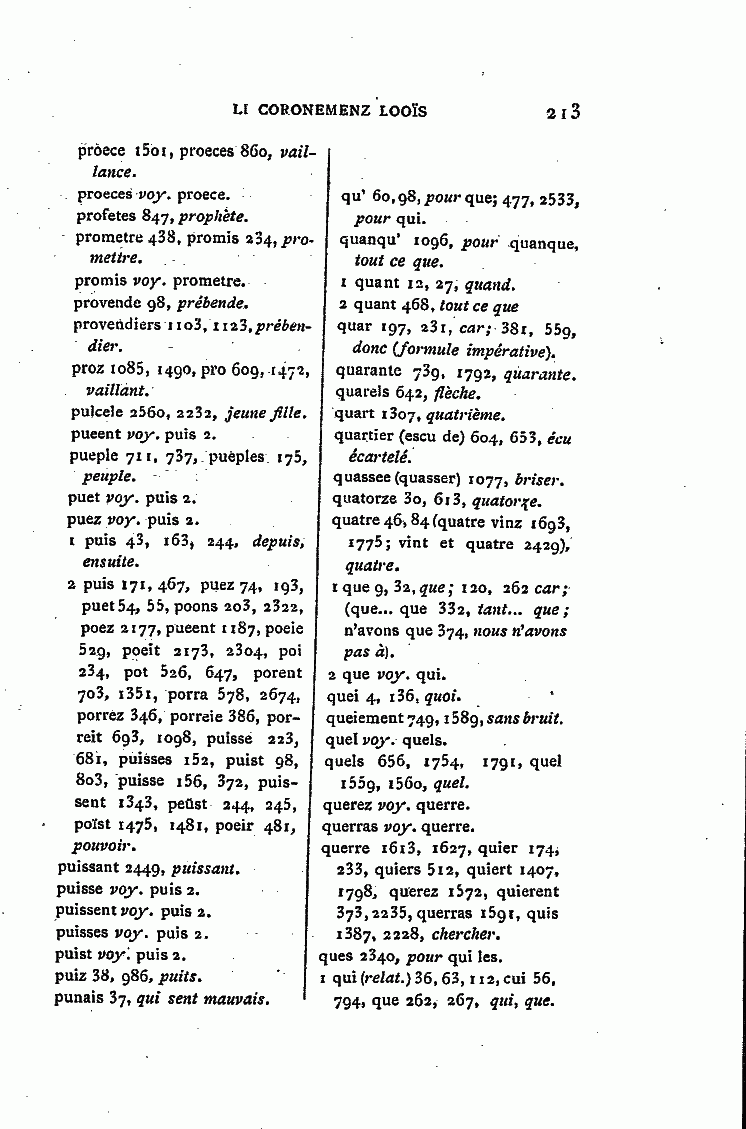 LI CORONEMENZ LOOÏS 213
pröece 1501, proeces 860, vail-
lance.
proeces voy. proece.
profetes 847, prophète.
prometre 438, promis 234, pro-
mettre.
promis voy. prometre.
provende 98, prébende.
provendiers 1103, 1123, prében-
dier.
proz 1085, 1490, pro 609, 1472,
vaillant.
pulcele 2560, 2232, jeune fille.
pueent voy. puis 2.
pueple 711, 737, puëples 175,
peuple.
puet voy. puis 2.
puez voy. puis 2.
1 puis 43, 163, 244, depuis,
ensuite.
2 puis 171, 467, puez 74, 193,
puet 54, 55, poons 203, 2322,
poez 2177, pueent 1187, poeie
529, poeit 2173, 2304, poi
234, pot 526, 647, porent
703, 1351, porra 578, 2674,
porrez 346, porreie 386, por-
reit 693, 1098, puisse 223,
681, puisses 152, puist 98,
803, puisse 156, 372, puis-
sent 1343, peüst 244, 245,
poïst 1475, 1481, poeir 481,
pouvoir.
puissant 2449, puissant.
puisse voy. puis 2.
puissent voy. puis 2.
puisses voy. puis 2.
puist voy. puis 2.
puiz 38, 986, puits.
punais 37, qui sent mauvais.
qu' 60, 98, pour que; 477, 2533,
pour qui.
quanqu' 1096, pour quanque,
tout ce que.
1 quant 12, 27, quand.
2 quant 468, tout ce que
quar 197, 231, car; 381, 559,
donc (formule impérative).
quarante 739, 1792, quarante.
quarels 642, flèche.
quart 1307, quatrième.
quartier (escu de) 604, 653, écu
écartelé.
quassee (quasser) 1077, briser.
quatorze 30, 613, quatorze.
quatre 46, 84 (quatre vinz 1693,
1775; vint et quatre 2429),
quatre.
1 que 9, 32, que; 120, 262 car;
(que... que 332, tant... que;
n'avons que 374, nous n'avons
pas à).
2 que voy. qui.
quei 4, 136, quoi.
queiement 749, 1589, sans bruit.
quel voy. quels.
quels 656, 1754, 1791, quel
1559, 1560, quel.
querez voy. querre.
querras voy. querre.
querre 1613, 1627, quier 174,
233, quiers 512, quiert 1407,
1798, querez 1572, quierent
373, 2235, querras 1591, quis
1387, 2228, chercher.
ques 2340, pour qui les.
1 qui (relat.) 36, 63, 112, cui 56,
794, que 262, 267, qui, que.